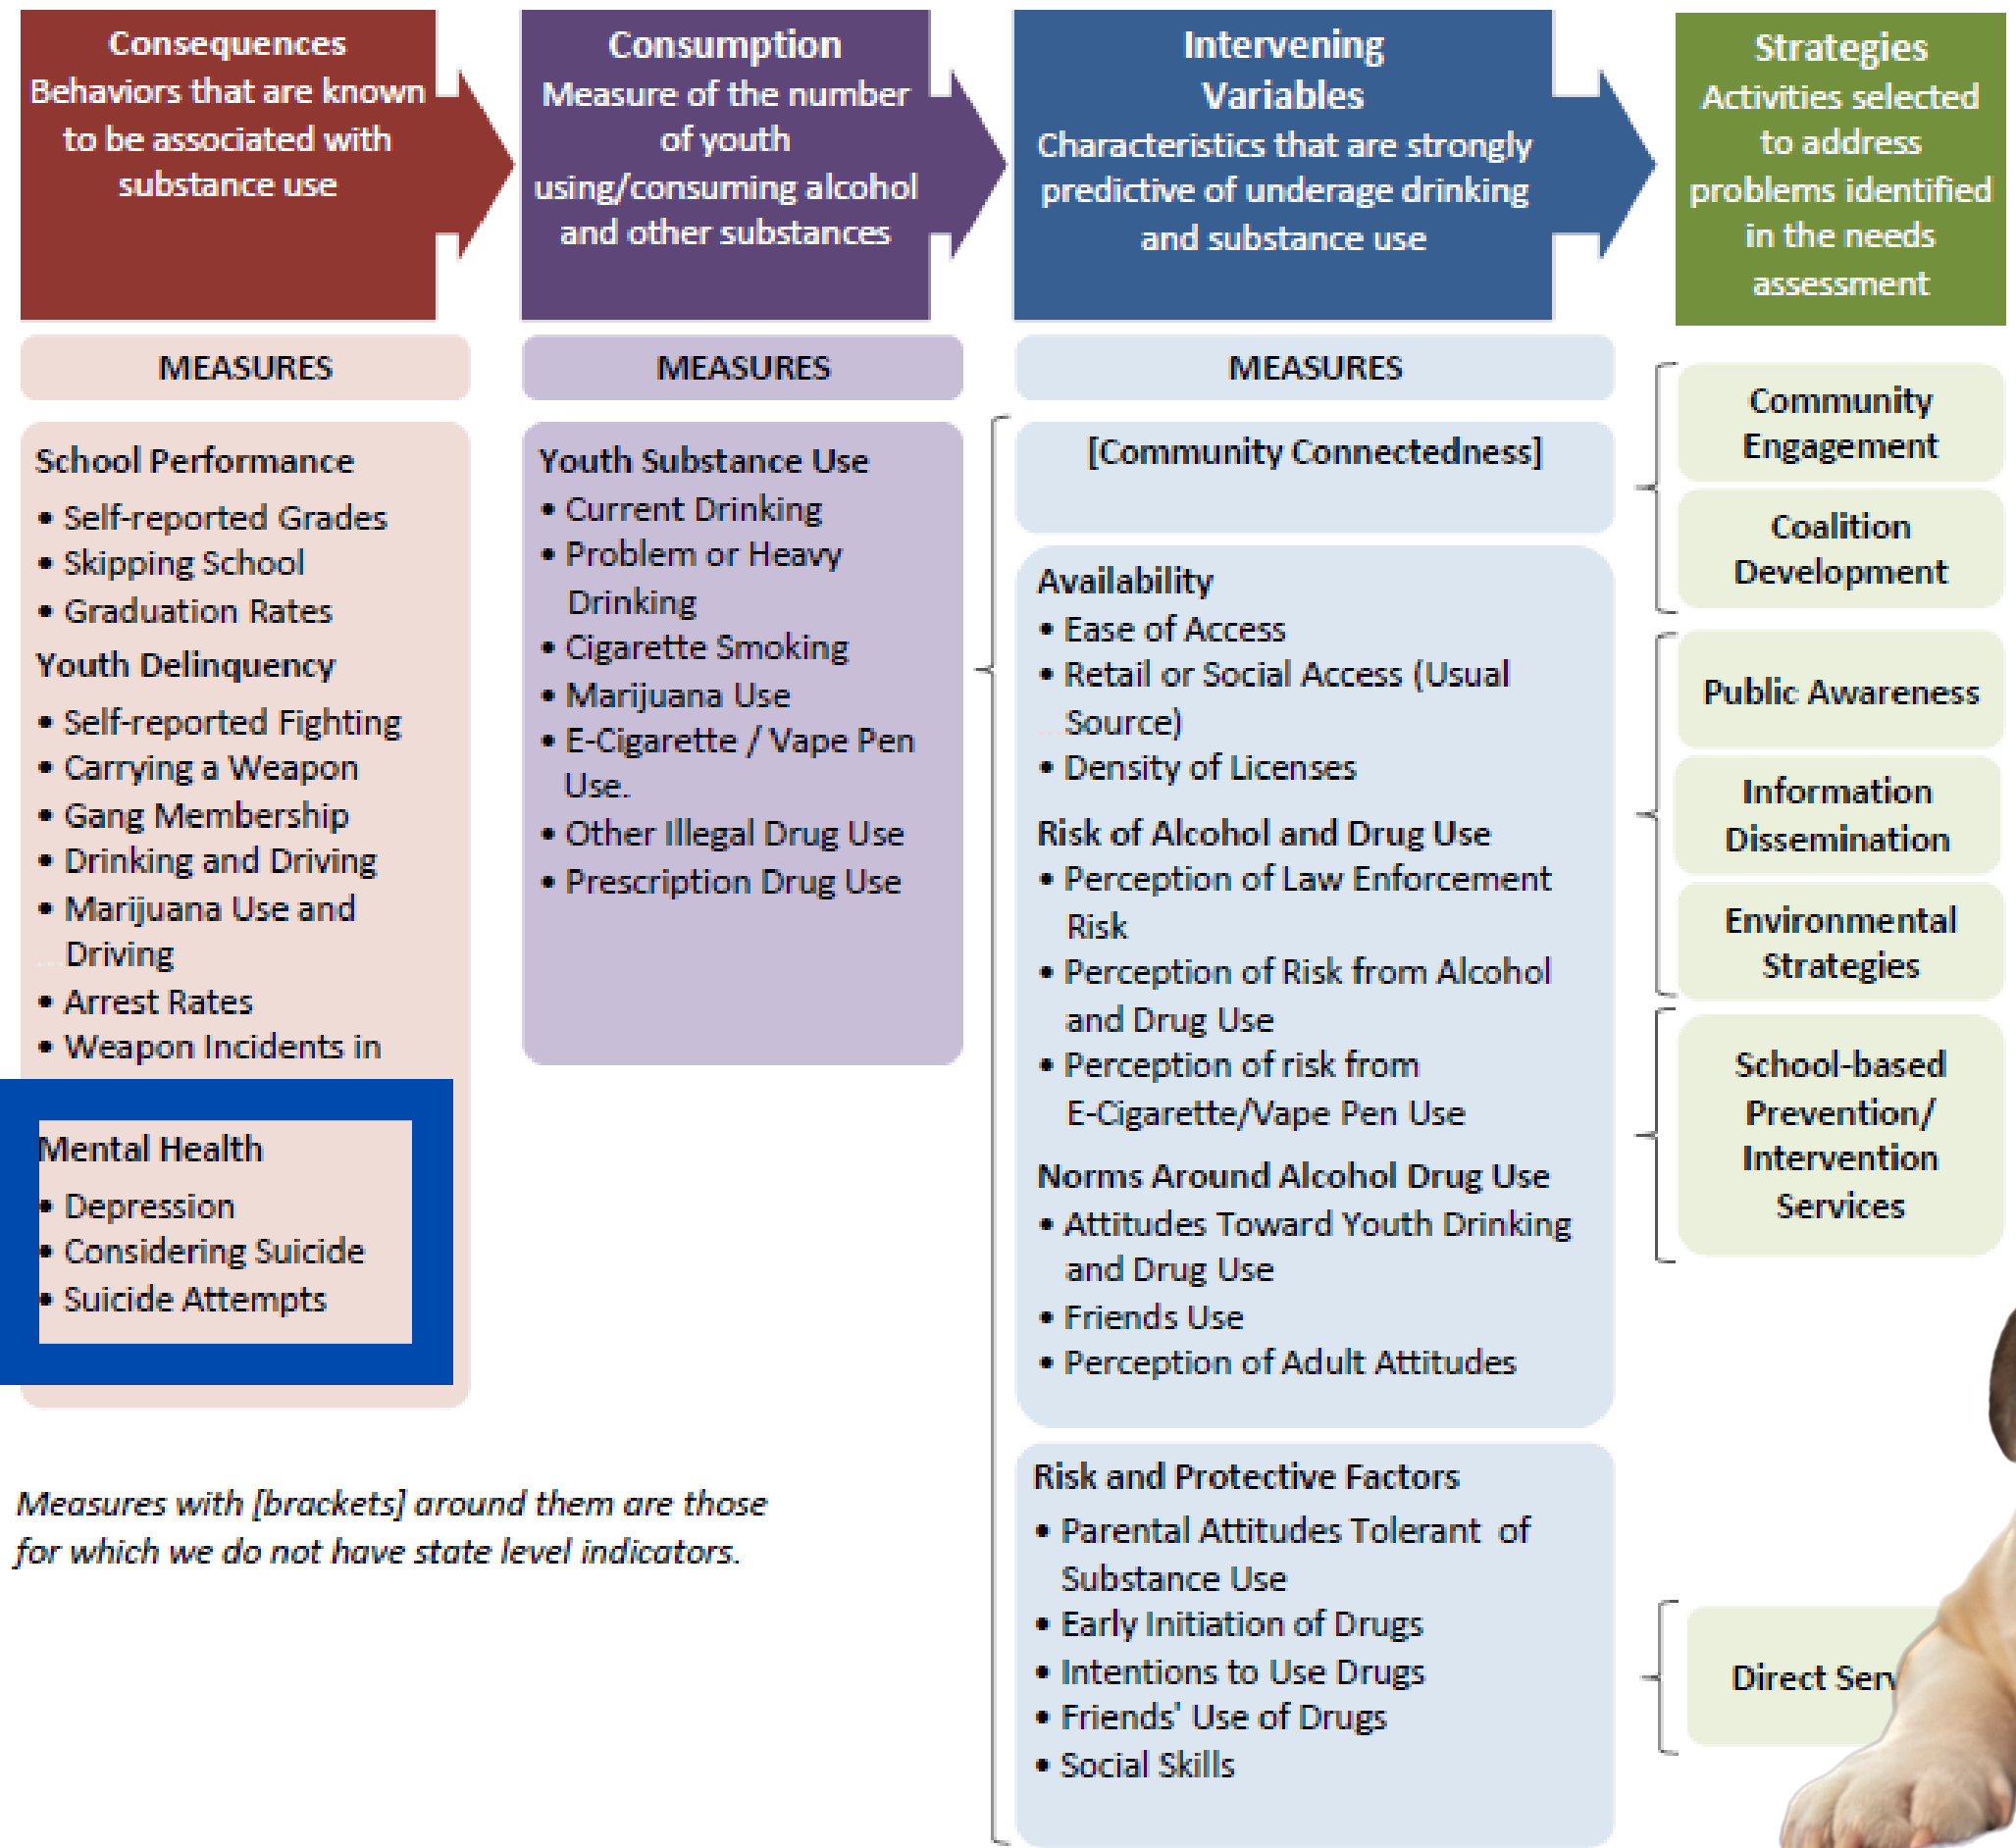 Consequences
Behaviors that are known
to be associated with
substance use
Consumption
Measure of the number
of youth
using/consuming alcohol
and other substances
Intervening
Variables
Characteristics that are strongly
predictive of underage drinking
and substance use
Strategies
Activities selected
to address
problems identified
in the needs
assessment
MEASURES
School Performance
• Self-reported Grades
• Skipping School
• Graduation Rates
Youth Delinquency
• Self-reported Fighting
• Carrying a Weapon
• Gang Membership
• Drinking and Driving
• Marijuana Use and
Driving
• Arrest Rates
• Weapon Incidents in
Mental Health
• Depression
• Considering Suicide
• Suicide Attempts
Measures with [brackets] around them are those
for which we do not have state level indicators.
MEASURES
Youth Substance Use
• Current Drinking
• Problem or Heavy
Drinking
• Cigarette Smoking
• Marijuana Use
• E-Cigarette / Vape Pen
Use.
• Other Illegal Drug Use
• Prescription Drug Use
MEASURES
[Community Connectedness]
Availability
• Ease of Access
• Retail or Social Access (Usual
Source)
• Density of Licenses
Risk of Alcohol and Drug Use
• Perception of Law Enforcement
Risk
• Perception of Risk from Alcohol
and Drug Use
• Perception of risk from
E-Cigarette/Vape Pen Use
Norms Around Alcohol Drug Use
• Attitudes Toward Youth Drinking
and Drug Use
• Friends Use
• Perception of Adult Attitudes
Risk and Protective Factors
• Parental Attitudes Tolerant of
Substance Use
• Early Initiation of Drugs
• Intentions to Use Drugs
• Friends' Use of Drugs
• Social Skills
Community
Engagement
Coalition
Development
Public Awareness
Information
Dissemination
Environmental
Strategies
School-based
Prevention/
Intervention
Services
Direct